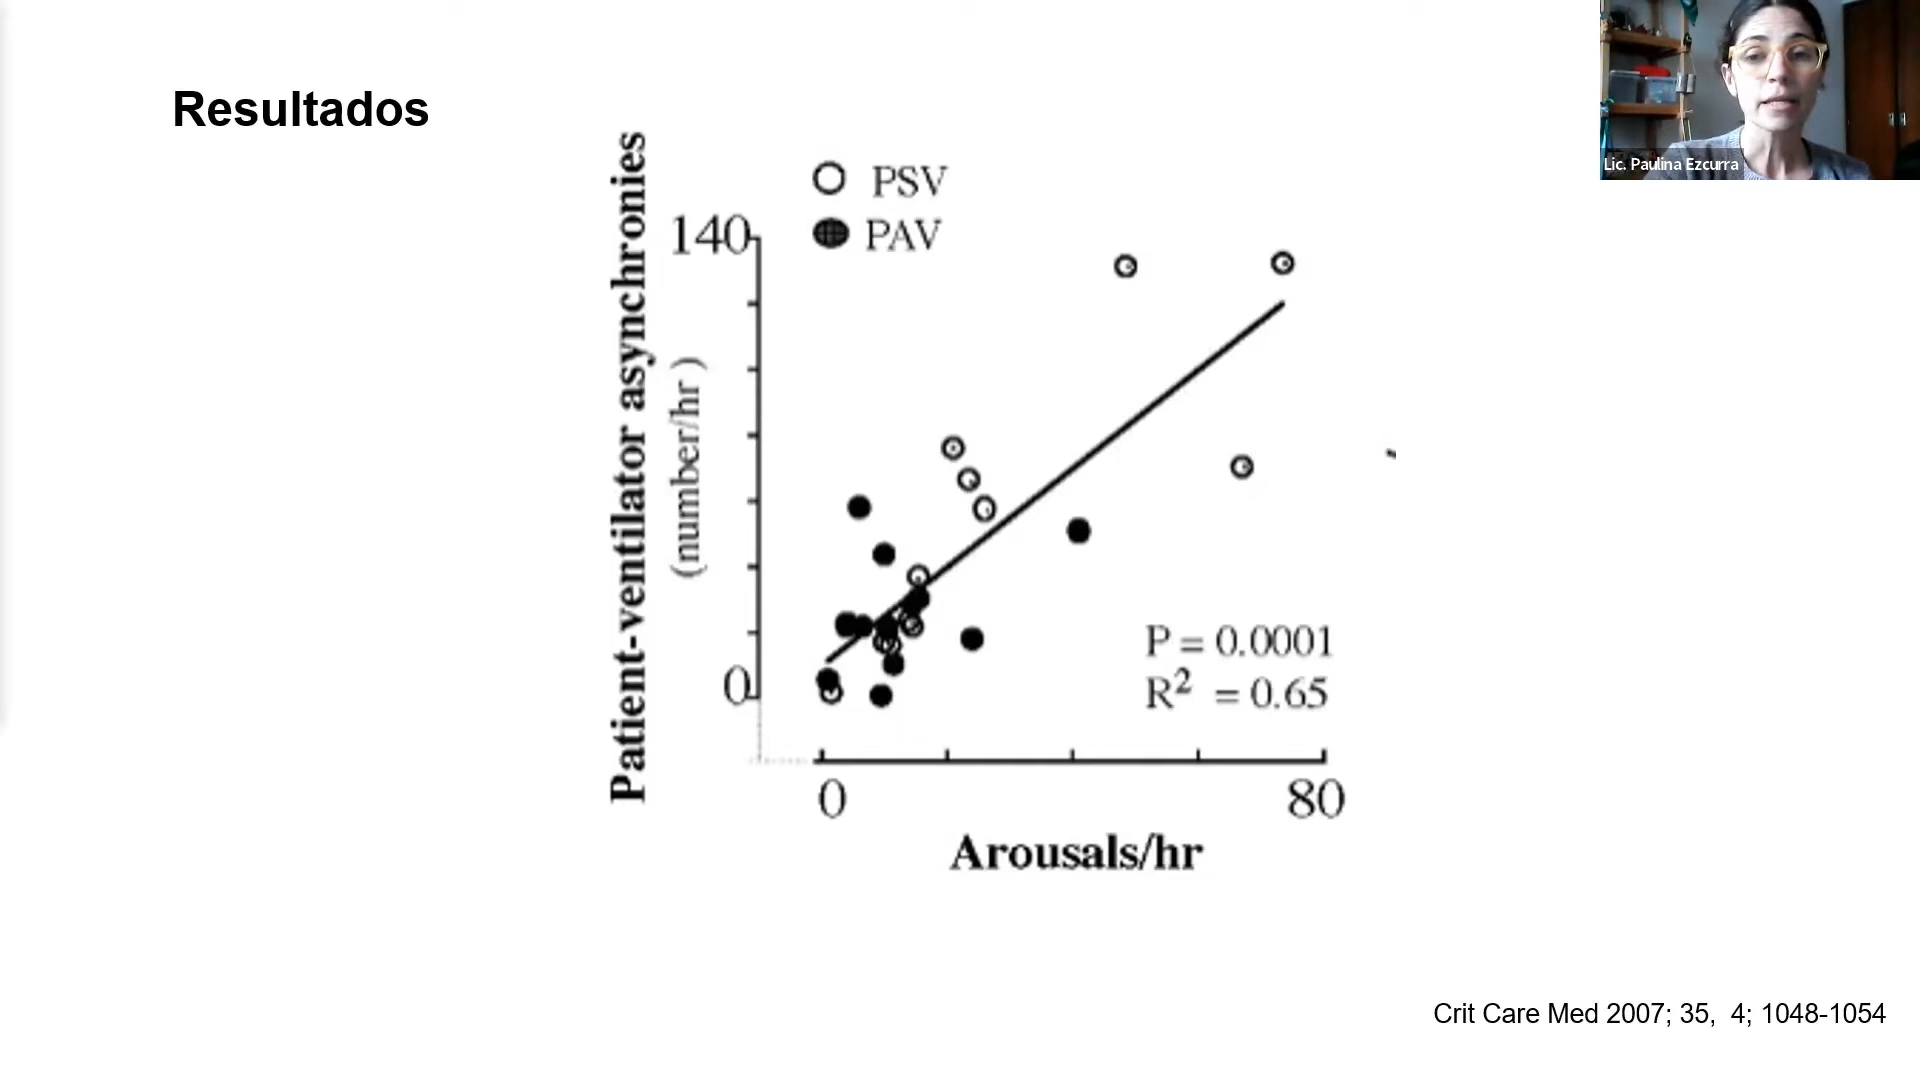 Resultados
Lic. Paulina Ezcurra
PSV
PAV
Patient-ventilator asynchronies
(number/hr )
140
0
P = 0.0001
R² = 0.65
0 80
Arousals/hr
Crit Care Med 2007; 35, 4; 1048-1054